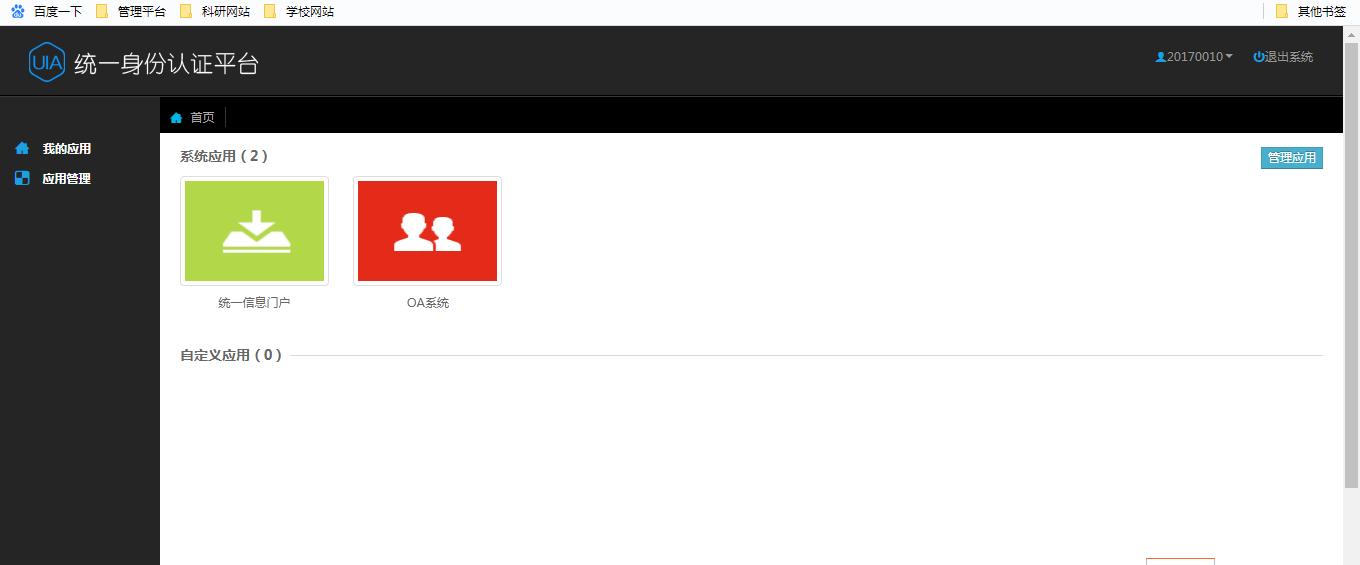 百度一下 管理平台 科研网站 学校网站 其他书签
UIA 统一身份认证平台 20170010 退出系统
首页
我的应用
应用管理
系统应用（2） 管理应用
统一信息门户 OA系统
自定义应用（0）